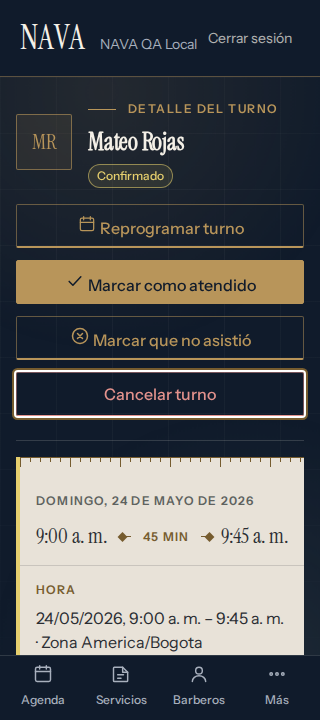 NAVA NAVA QA Local Cerrar sesión
DETALLE DEL TURNO
MR
Mateo Rojas
Confirmado
Reprogramar turno
Marcar como atendido
Marcar que no asistió
Cancelar turno
DOMINGO, 24 DE MAYO DE 2026
9:00 a. m. 45 MIN 9:45 a. m.
HORA
24/05/2026, 9:00 a. m. – 9:45 a. m.
· Zona America/Bogota
Agenda Servicios Barberos Más